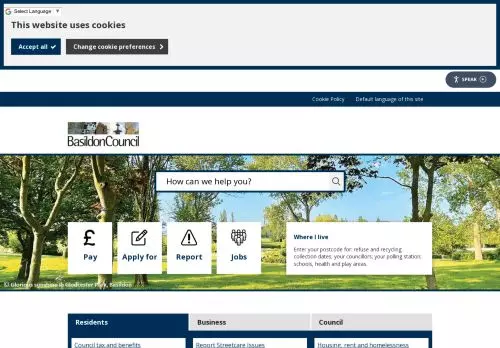 Select Language ▼
This website uses cookies
Accept all
Change cookie preferences
SPEAK
Cookie Policy
Default language of this site
BasildonCouncil
How can we help you?
£
Pay
Apply for
Report
Jobs
Where I live
Enter your postcode for: refuse and recycling
collection dates; your councillors; your polling station;
schools, health and play areas.
© Glorious sunshine @ Gloucester Park, Basildon
Residents
Business
Council
Council tax and benefits
Report Streetcare Issues
Housing, rent and homelessness